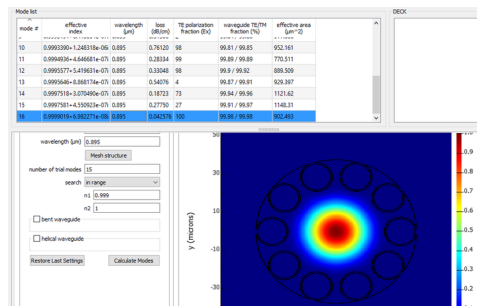 Mode list
DECK
mode # effective index wavelength (μm) loss (dB/cm) TE polarization fraction (Ex) waveguide TE/TM fraction (%) effective area (μm^2)
10 0.9993390+1.248318e-06i 0.895 0.76120 98 99.81 / 99.85 952.161
11 0.9994936+4.646681e-07i 0.895 0.28334 99 99.89 / 99.89 770.511
12 0.9995577+5.419631e-07i 0.895 0.33048 98 99.9 / 99.92 889.509
13 0.9995646+8.868174e-07i 0.895 0.54076 4 99.87 / 99.91 929.397
14 0.9997518+3.070490e-07i 0.895 0.18723 73 99.94 / 99.96 1121.62
15 0.9997581+4.550923e-07i 0.895 0.27750 27 99.91 / 99.97 1148.31
16 0.9999019+6.982271e-08i 0.895 0.042576 100 99.96 / 99.98 902.493
wavelength (μm) 0.895
Mesh structure
number of trial modes 15
search in range
n1 0.999
n2 1
bent waveguide
helical waveguide
Restore Last Settings Calculate Modes
y (microns)
50
30
10
-10
-30
0.9
0.8
0.7
0.6
0.5
0.4
0.3
0.2